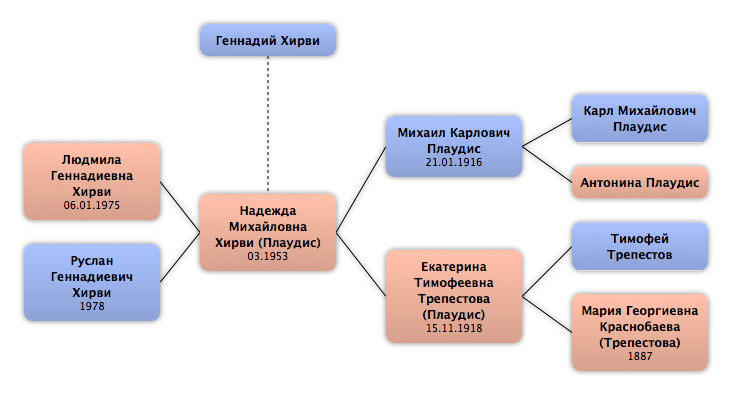 Геннадий Хирви
Людмила
Геннадиевна
Хирви
06.01.1975
Руслан
Геннадиевич
Хирви
1978
Надежда
Михайловна
Хирви (Плаудис)
03.1953
Михаил Карлович
Плаудис
21.01.1916
Екатерина
Тимофеевна
Трепестова
(Плаудис)
15.11.1918
Карл Михайлович
Плаудис
Антонина Плаудис
Тимофей
Трепестов
Мария Георгиевна
Краснобаева
(Трепестова)
1887